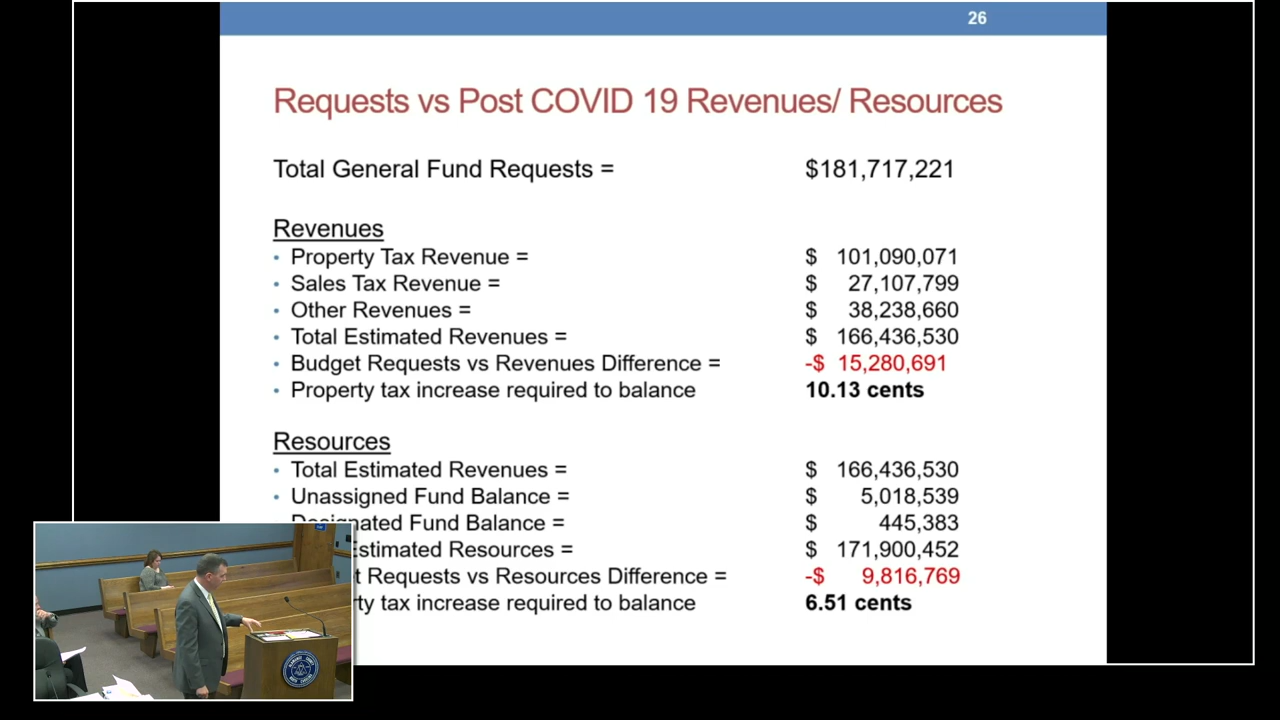 26
Requests vs Post COVID 19 Revenues/ Resources
Total General Fund Requests = $181,717,221
Revenues
• Property Tax Revenue = $ 101,090,071
• Sales Tax Revenue = $ 27,107,799
• Other Revenues = $ 38,238,660
• Total Estimated Revenues = $ 166,436,530
• Budget Requests vs Revenues Difference = -$ 15,280,691
• Property tax increase required to balance 10.13 cents
Resources
• Total Estimated Revenues = $ 166,436,530
• Unassigned Fund Balance = $ 5,018,539
Designated Fund Balance = $ 445,383
Estimated Resources = $ 171,900,452
t Requests vs Resources Difference = -$ 9,816,769
ty tax increase required to balance 6.51 cents